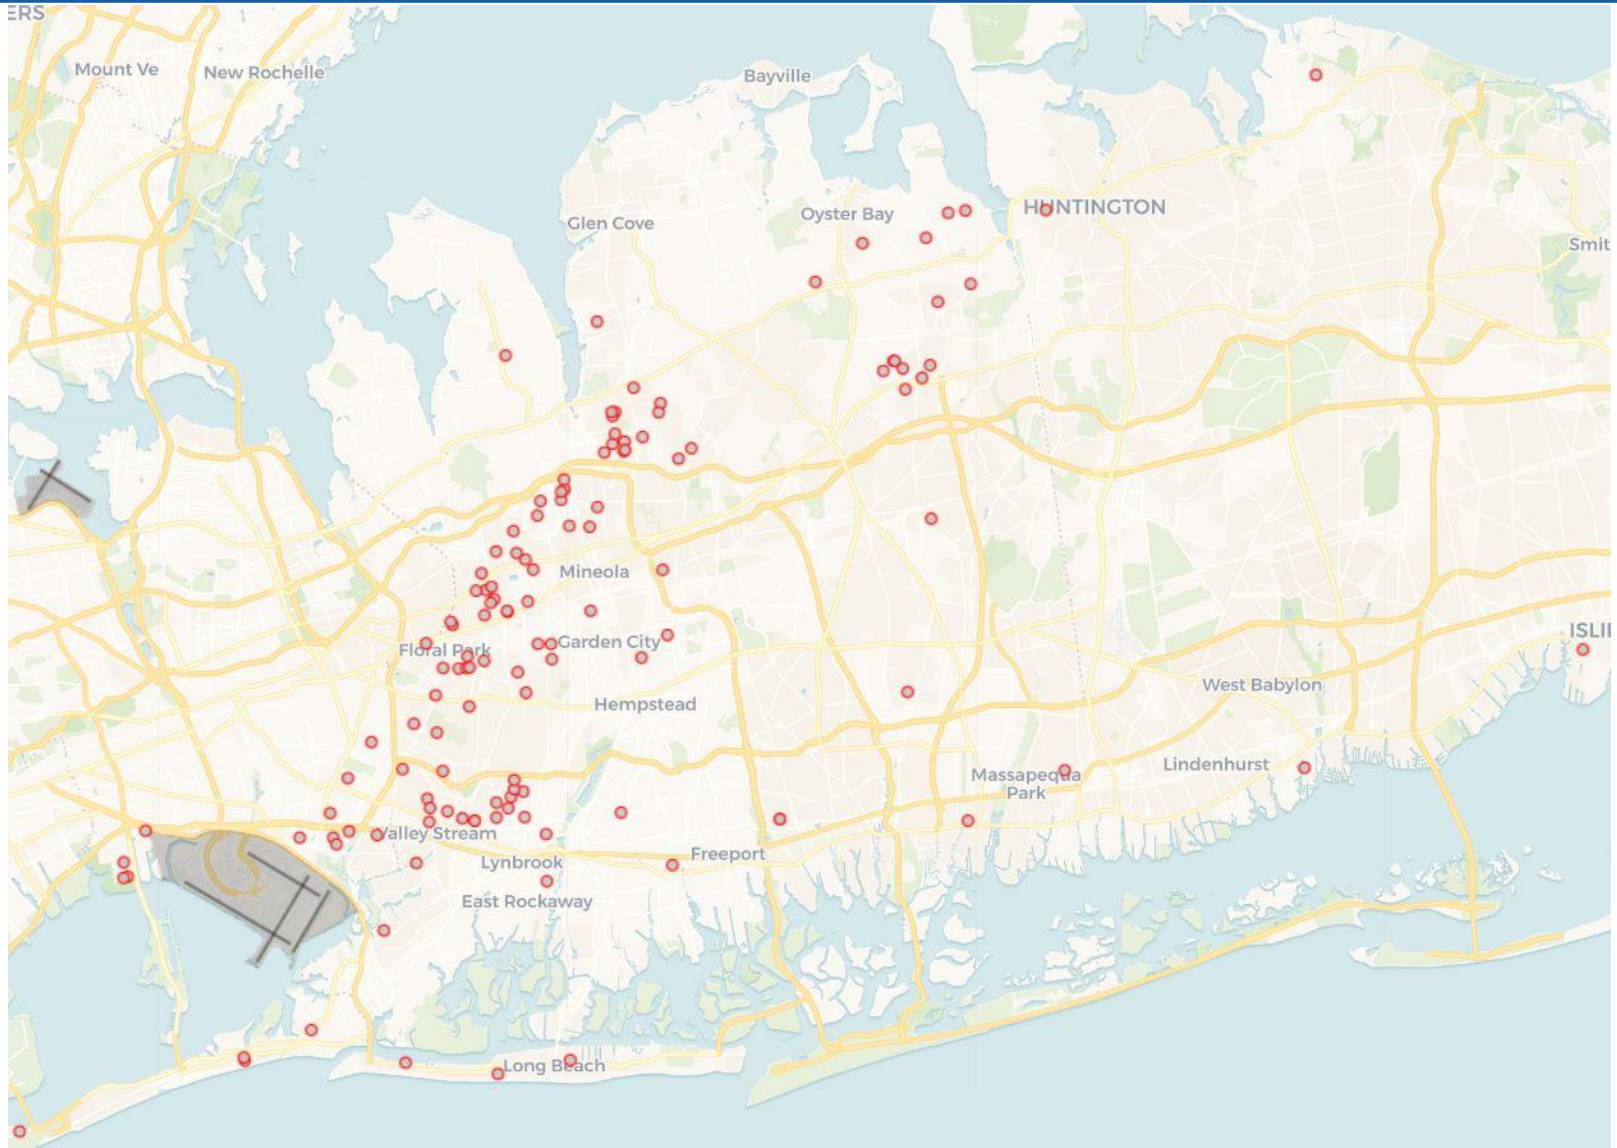 ERS
Mount Ve
New Rochelle
Bayville
Glen Cove
Oyster Bay
HUNTINGTON
Smit
Mineola
Floral Park
Garden City
ISLII
Hempstead
West Babylon
Massapequa
Park
Lindenhurst
Valley Stream
Lynbrook
Freeport
East Rockaway
Long Beach